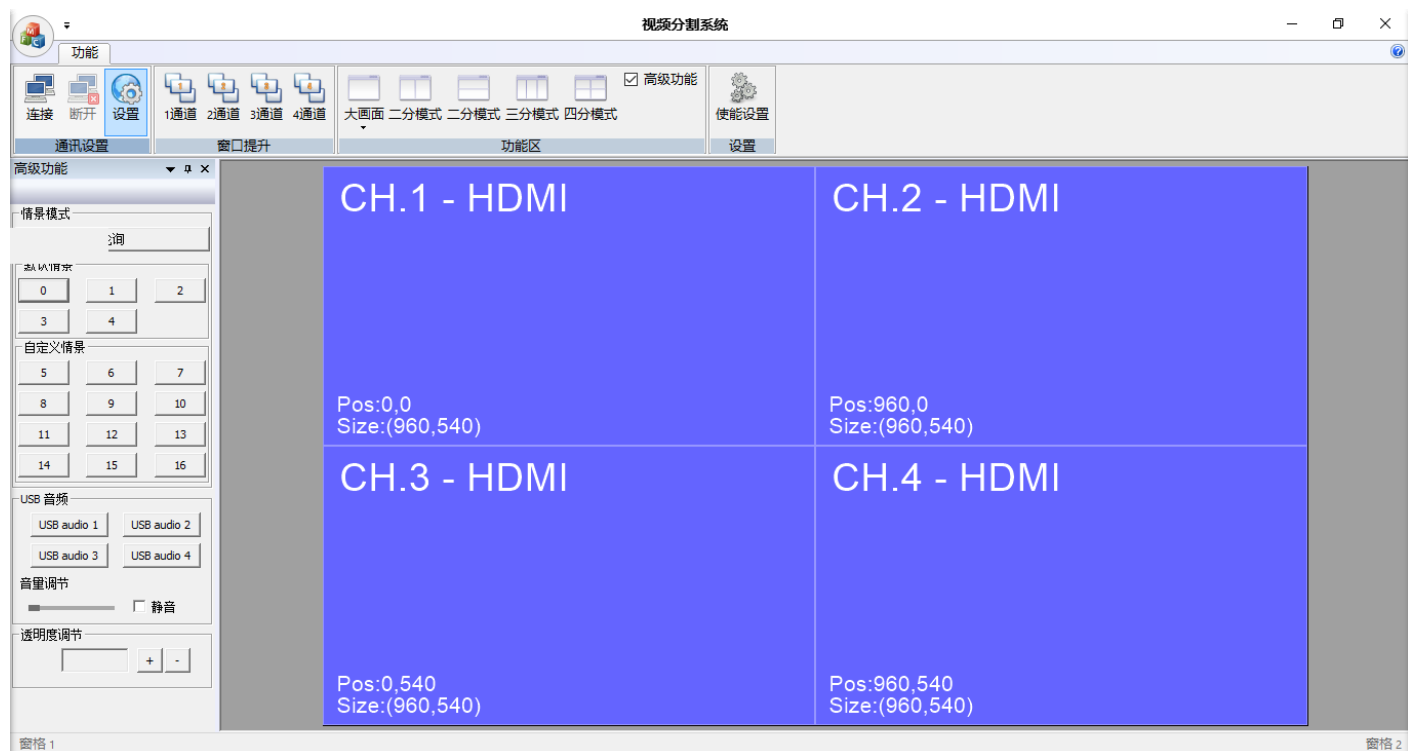 视频分割系统
功能
连接 断开 设置 1通道 2通道 3通道 4通道 大画面 二分模式 二分模式 三分模式 四分模式 高级功能 使能设置
通讯设置 窗口提升 功能区 设置
高级功能
情景模式
询
默认情景
0 1 2
3 4
自定义情景
5 6 7
8 9 10
11 12 13
14 15 16
USB 音频
USB audio 1 USB audio 2
USB audio 3 USB audio 4
音里调节
静音
透明度调节
+ -
CH.1 - HDMI
Pos:0,0
Size:(960,540)
CH.2 - HDMI
Pos:960,0
Size:(960,540)
CH.3 - HDMI
Pos:0,540
Size:(960,540)
CH.4 - HDMI
Pos:960,540
Size:(960,540)
窗格 1 窗格 2